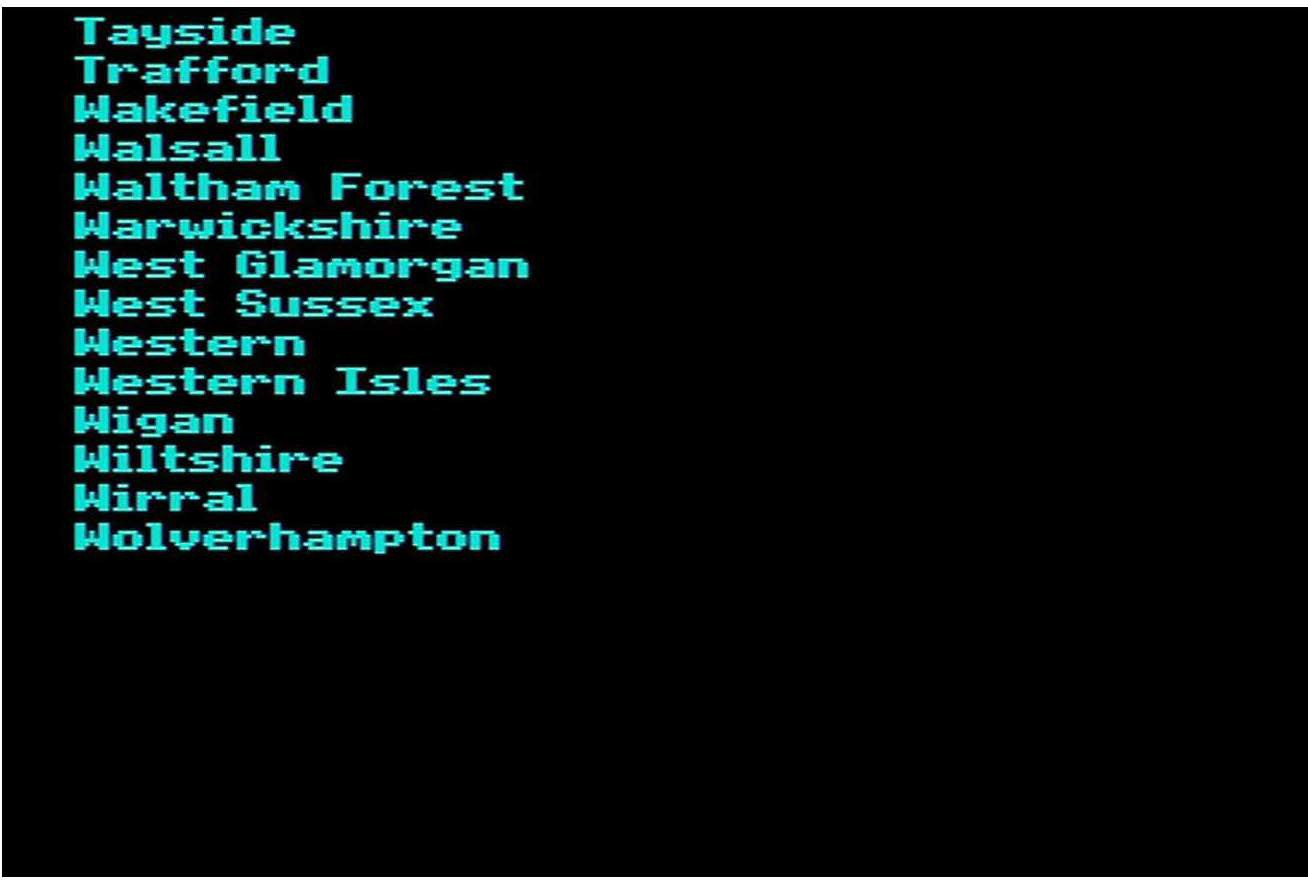 Tayside
Trafford
Wakefield
Walsall
Waltham Forest
Warwickshire
West Glamorgan
West Sussex
Western
Western Isles
Wigan
Wiltshire
Wirral
Wolverhampton